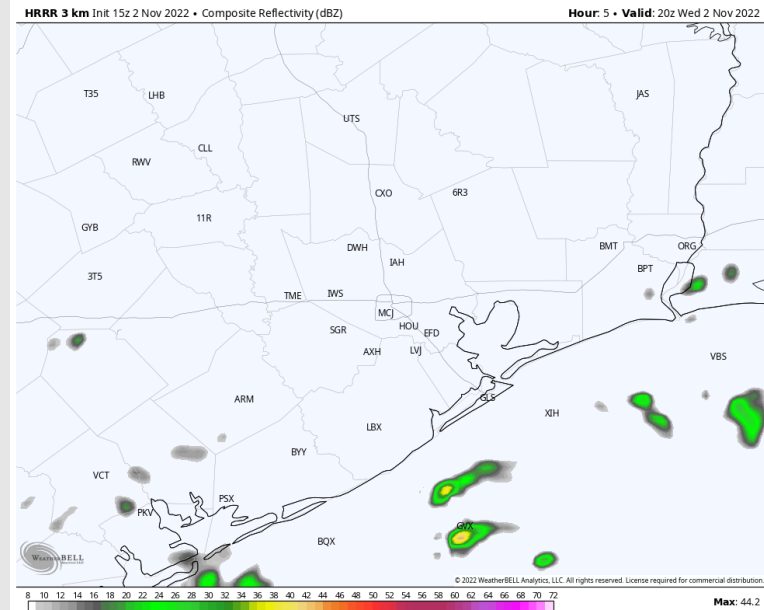 HRRR 3 km Init 15z 2 Nov 2022 • Composite Reflectivity (dBZ) Hour: 5 • Valid: 20z Wed 2 Nov 2022
T35 LHB JAS
UTS
CLL
RWV
CXO 6R3
11R
GYB
DWH BMT ORG
IAH
BPT
3T5
TME IWS
MCJ
SGR HOU EFD
AXH LVJ
VBS
ARM GLS
XIH
LBX
BYY
VCT
PSX
PKV
GVX
BQX
WeatherBELL
© 2022 WeatherBELL Analytics, LLC. All rights reserved. License required for commercial distribution.
8 10 12 14 16 18 20 22 24 26 28 30 32 34 36 38 40 42 44 46 48 50 52 54 56 58 60 62 64 66 68 70 72
Max: 44.2